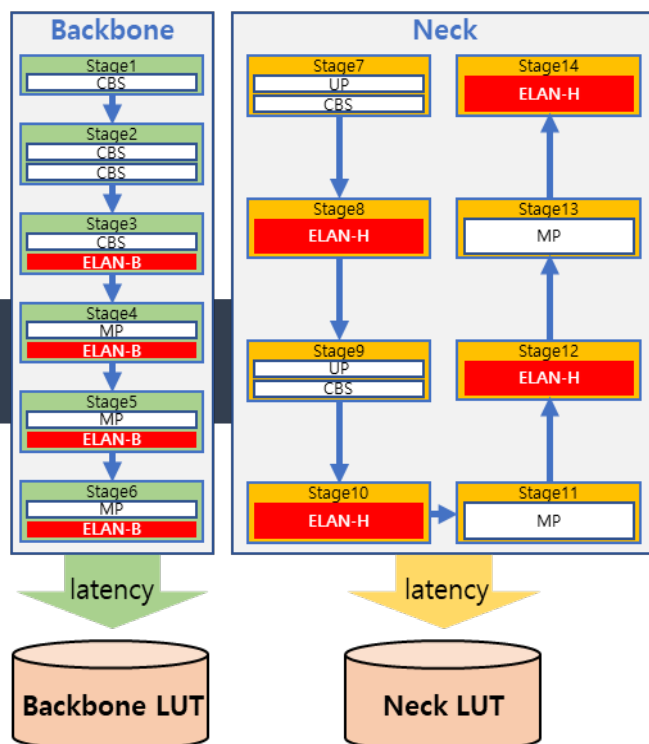 Backbone
Stage1
CBS
Stage2
CBS
CBS
Stage3
CBS
ELAN-B
Stage4
MP
ELAN-B
Stage5
MP
ELAN-B
Stage6
MP
ELAN-B
latency
Backbone LUT
Neck
Stage7
UP
CBS
Stage8
ELAN-H
Stage9
UP
CBS
Stage10
ELAN-H
Stage11
MP
Stage12
ELAN-H
Stage13
MP
Stage14
ELAN-H
latency
Neck LUT